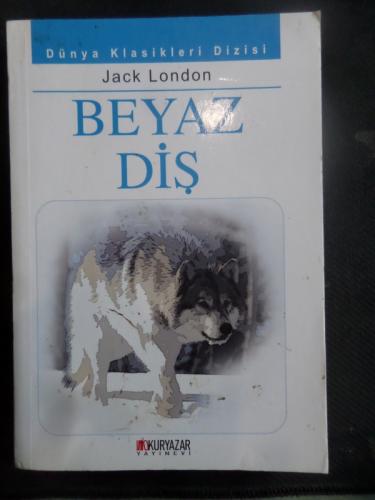 Dünya Klasikleri Dizisi
Jack London
BEYAZ
DİŞ
OKURYAZAR
YAYINEVİ